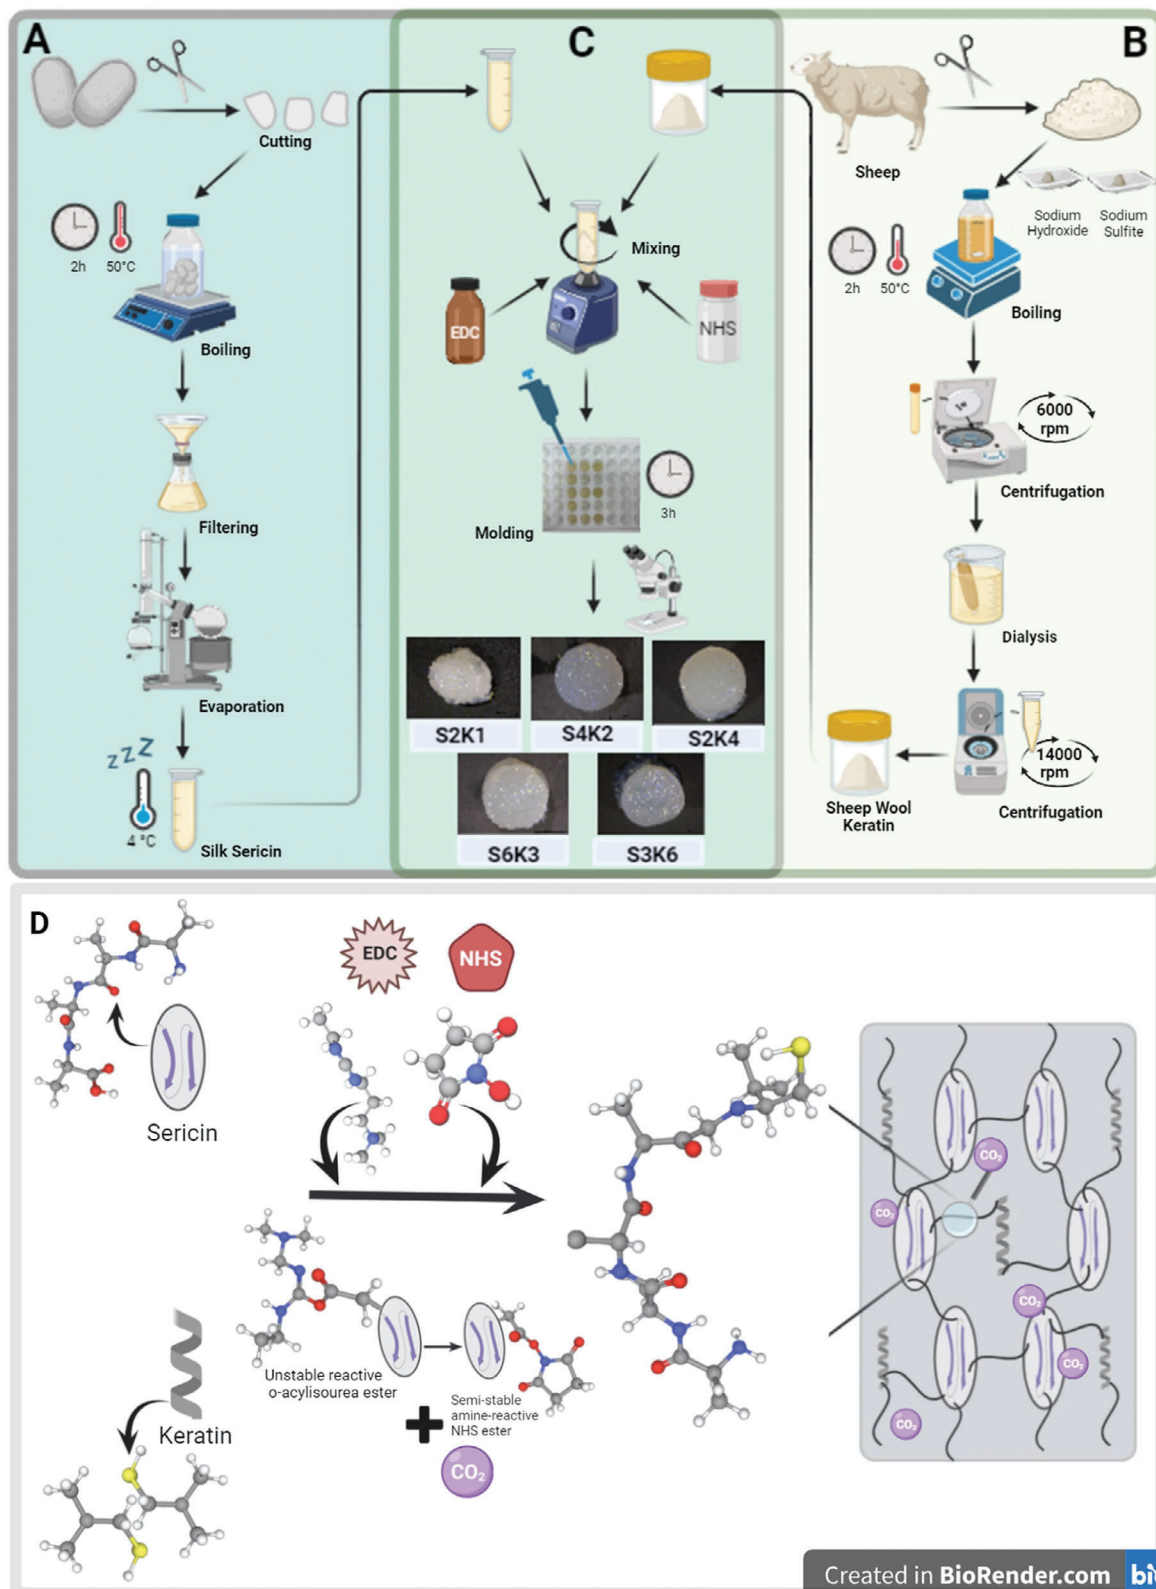 A
Cutting
2h
50°C
Boiling
Filtering
Evaporation
zzZ
4 °C
Silk Sericin
C
Mixing
EDC
NHS
Molding
3h
S2K1
S4K2
S2K4
S6K3
S3K6
B
Sheep
Sodium
Hydroxide
Sodium
Sulfite
2h
50°C
Boiling
6000
rpm
Centrifugation
Dialysis
14000
rpm
Centrifugation
Sheep Wool
Keratin
D
EDC
NHS
Sericin
Unstable reactive
o-acylisourea ester
Semi-stable
amine-reactive
NHS ester
CO₂
Keratin
CO₂
CO₂
CO₂
CO₂
CO₂
Created in BioRender.com